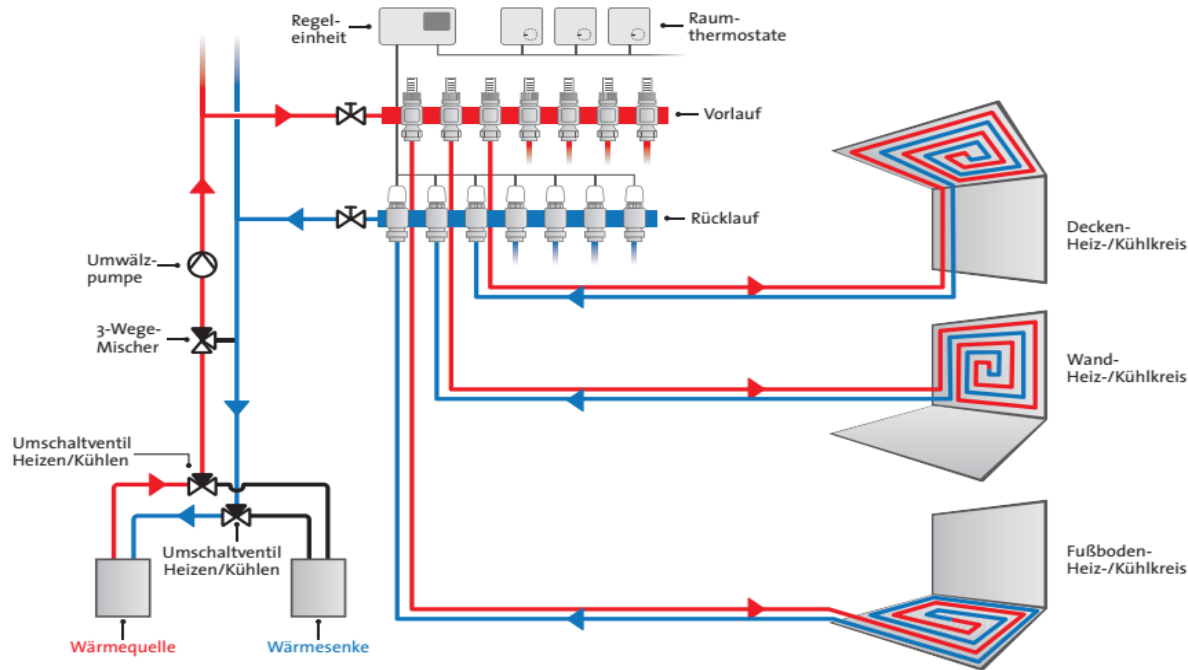 Regel-
einheit
Raum-
thermostate
Vorlauf
Rücklauf
Decken-
Heiz-/Kühlkreis
Umwälz-
pumpe
3-Wege-
Mischer
Wand-
Heiz-/Kühlkreis
Umschaltventil
Heizen/Kühlen
Umschaltventil
Heizen/Kühlen
Fußboden-
Heiz-/Kühlkreis
Wärmequelle
Wärmesenke